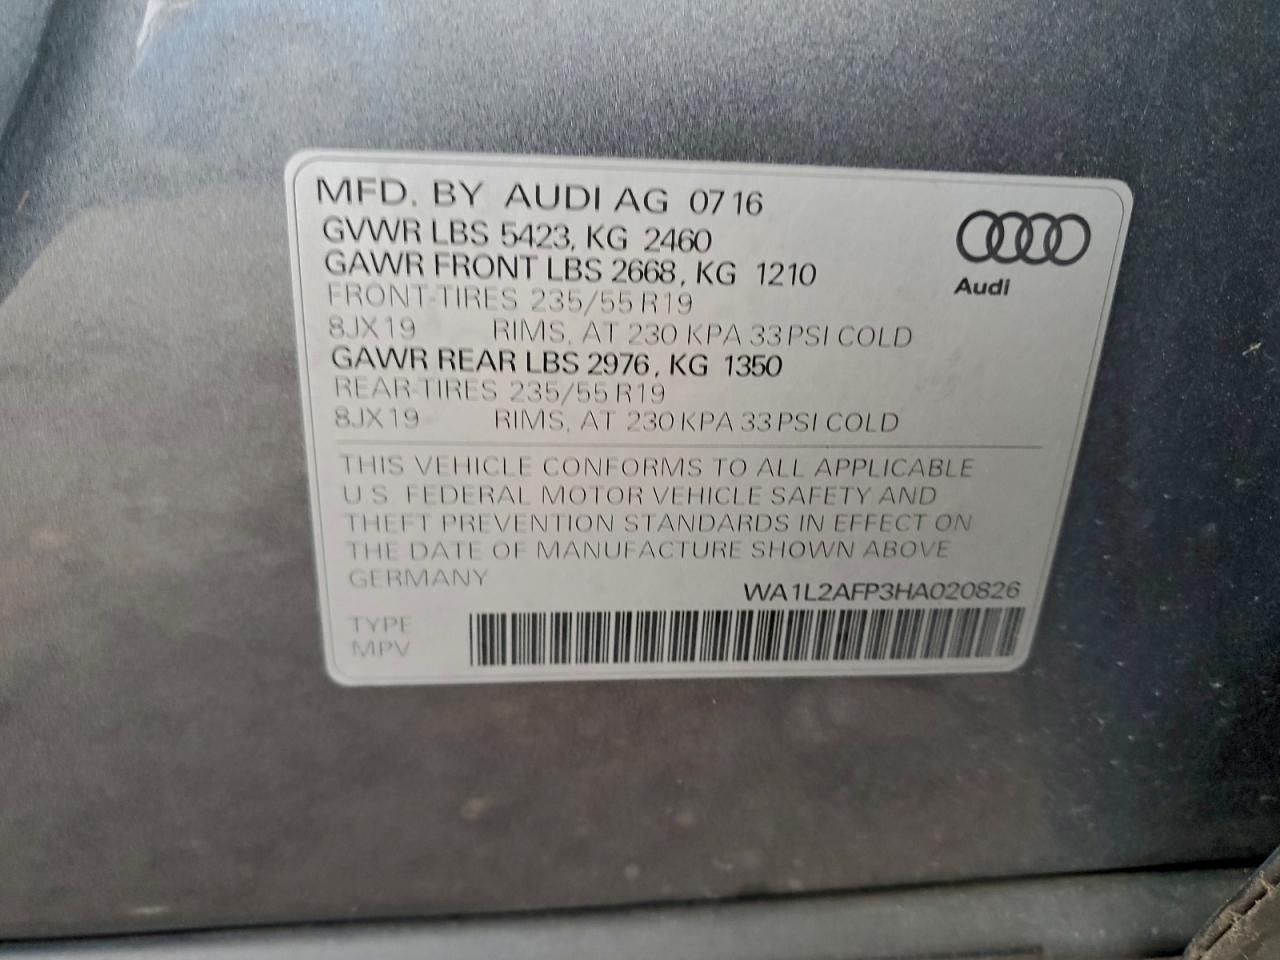 MFD. BY AUDI AG 07 16
GVWR LBS 5423, KG 2460
GAWR FRONT LBS 2668, KG 1210
FRONT-TIRES 235/55 R19
8JX19 RIMS, AT 230 KPA 33 PSI COLD
GAWR REAR LBS 2976, KG 1350
REAR-TIRES 235/55 R19
8JX19 RIMS, AT 230 KPA 33 PSI COLD
Audi
THIS VEHICLE CONFORMS TO ALL APPLICABLE
U.S. FEDERAL MOTOR VEHICLE SAFETY AND
THEFT PREVENTION STANDARDS IN EFFECT ON
THE DATE OF MANUFACTURE SHOWN ABOVE
GERMANY
WA1L2AFP3HA020826
TYPE
MPV